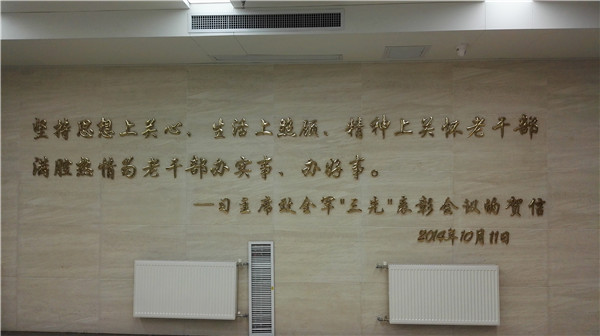 坚持思想上关心、生活上照顾、精神上关怀老干部
满腔热情为老干部办实事、办好事。
—习主席致全军"三先"表彰会议的贺信
2014年10月11日